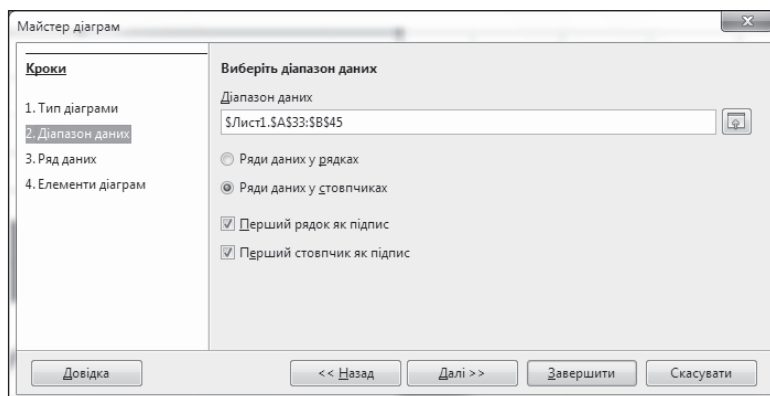 Майстер діаграм
Кроки
1. Тип діаграми
2. Діапазон даних
3. Ряд даних
4. Елементи діаграм
Виберіть діапазон даних
Діапазон даних
$Лист1.$A$33:$B$45
Ряди даних у рядках
Ряди даних у стовпчиках
Перший рядок як підпис
Перший стовпчик як підпис
Довідка
<< Назад
Далі >>
Завершити
Скасувати